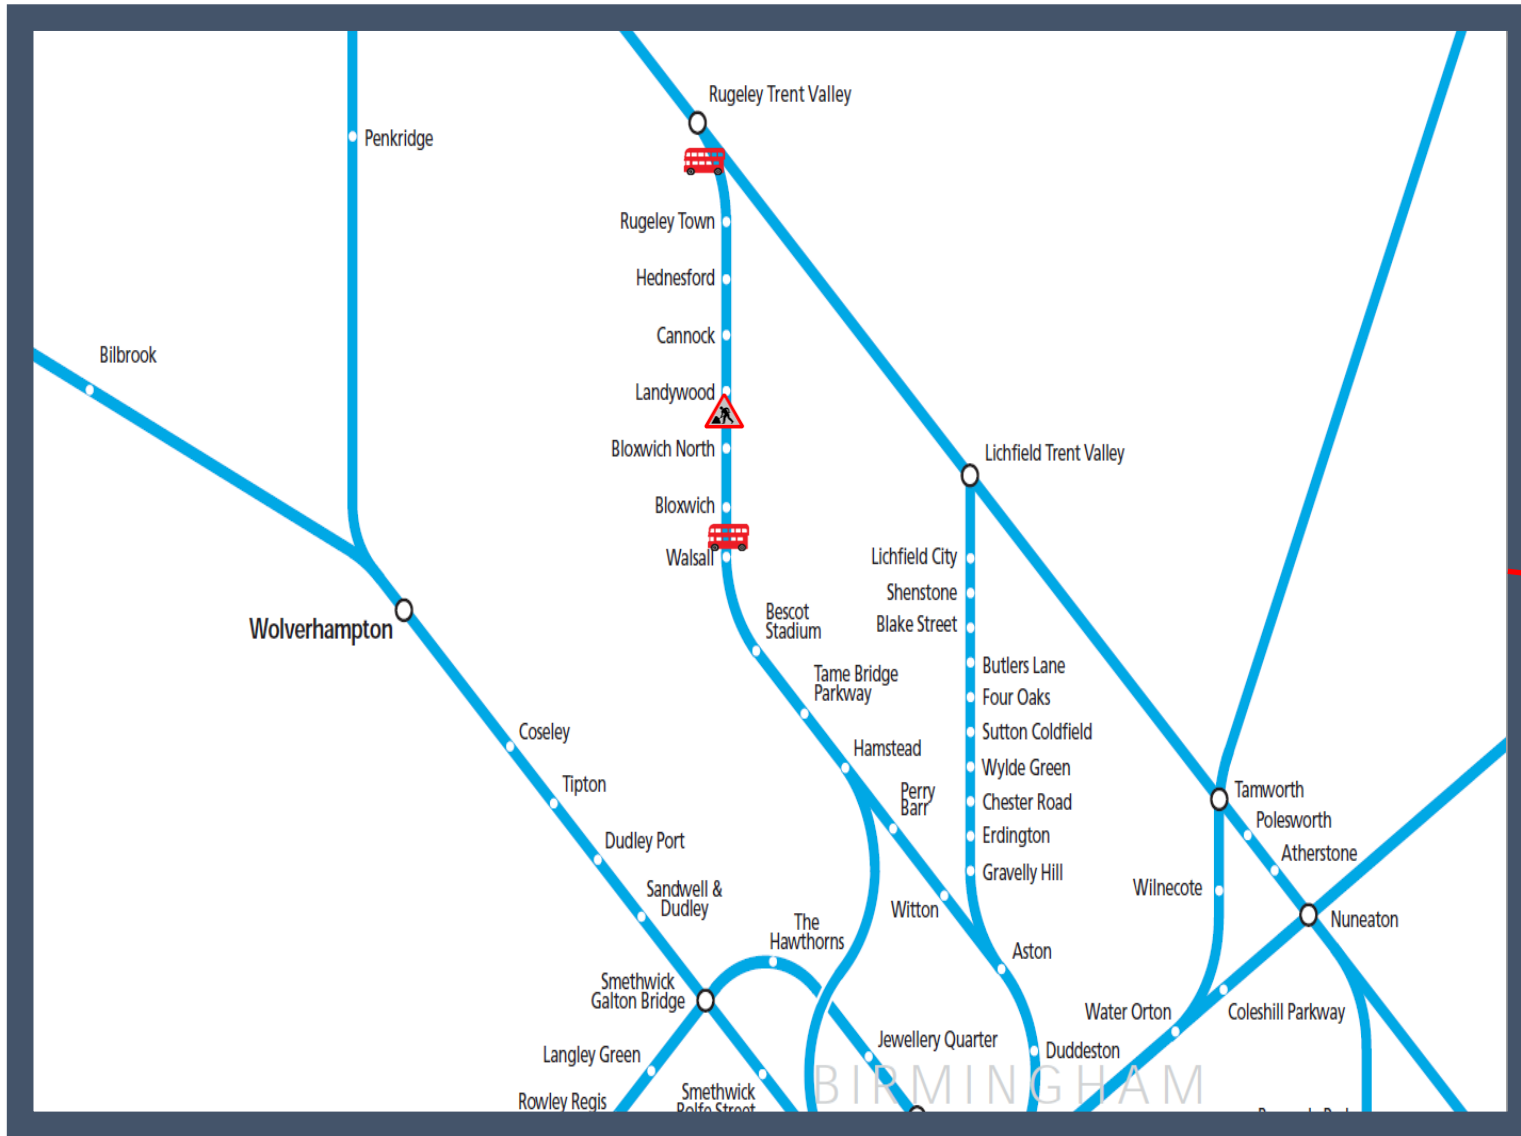 Rugeley Trent Valley
Penkridge
Rugeley Town
Hednesford
Cannock
Bilbrook
Landywood
Bloxwich North
Lichfield Trent Valley
Bloxwich
Walsall
Lichfield City
Shenstone
Bescot
Stadium
Blake Street
Wolverhampton
Butlers Lane
Tame Bridge
Parkway
Four Oaks
Coseley
Sutton Coldfield
Hamstead
Wylde Green
Tipton
Perry
Barr
Chester Road
Tamworth
Polesworth
Dudley Port
Erdington
Atherstone
Gravelly Hill
Sandwell &
Dudley
Wilnecote
Witton
The
Hawthorns
Nuneaton
Aston
Smethwick
Galton Bridge
Water Orton
Coleshill Parkway
Jewellery Quarter
Langley Green
Duddeston
BIRMINGHAM
Smethwick
Rolfe Street
Rowley Regis